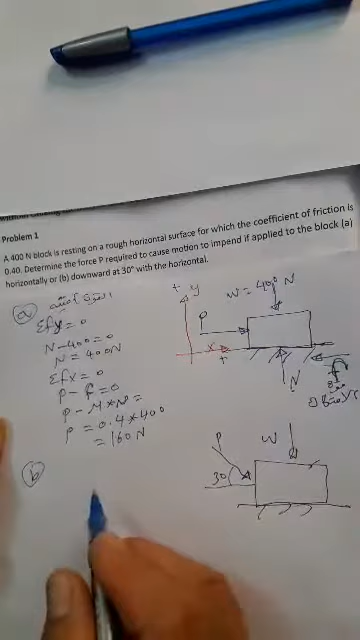 Problem 1
A 400 N block is resting on a rough horizontal surface for which the coefficient of friction is
0.40. Determine the force P required to cause motion to impend if applied to the block (a)
horizontally or (b) downward at 30° with the horizontal.
a
Σfy = 0
N - 400 = 0
N = 400N
Σfx = 0
P - F = 0
P - M * N =
P = 0.4 * 400
= 160 N
b
+ y
W = 400 N
P
x
+
N
P
W
30